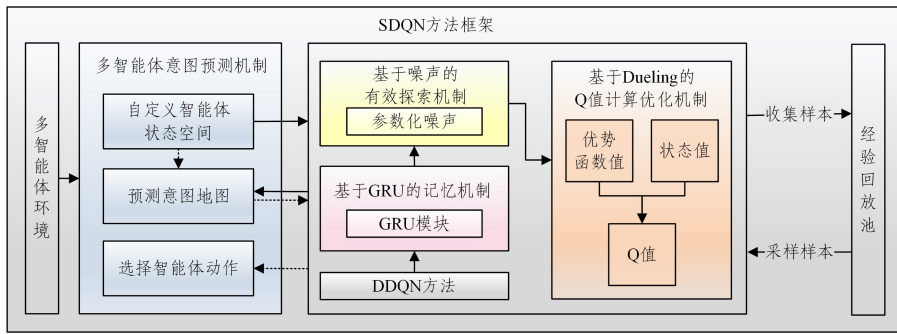 SDQN方法框架
多智能体环境
多智能体意图预测机制
自定义智能体
状态空间
预测意图地图
选择智能体动作
基于噪声的
有效探索机制
参数化噪声
基于GRU的记忆机制
GRU模块
DDQN方法
基于Dueling的
Q值计算优化机制
优势
函数值
状态值
Q值
收集样本
采样样本
经验回放池